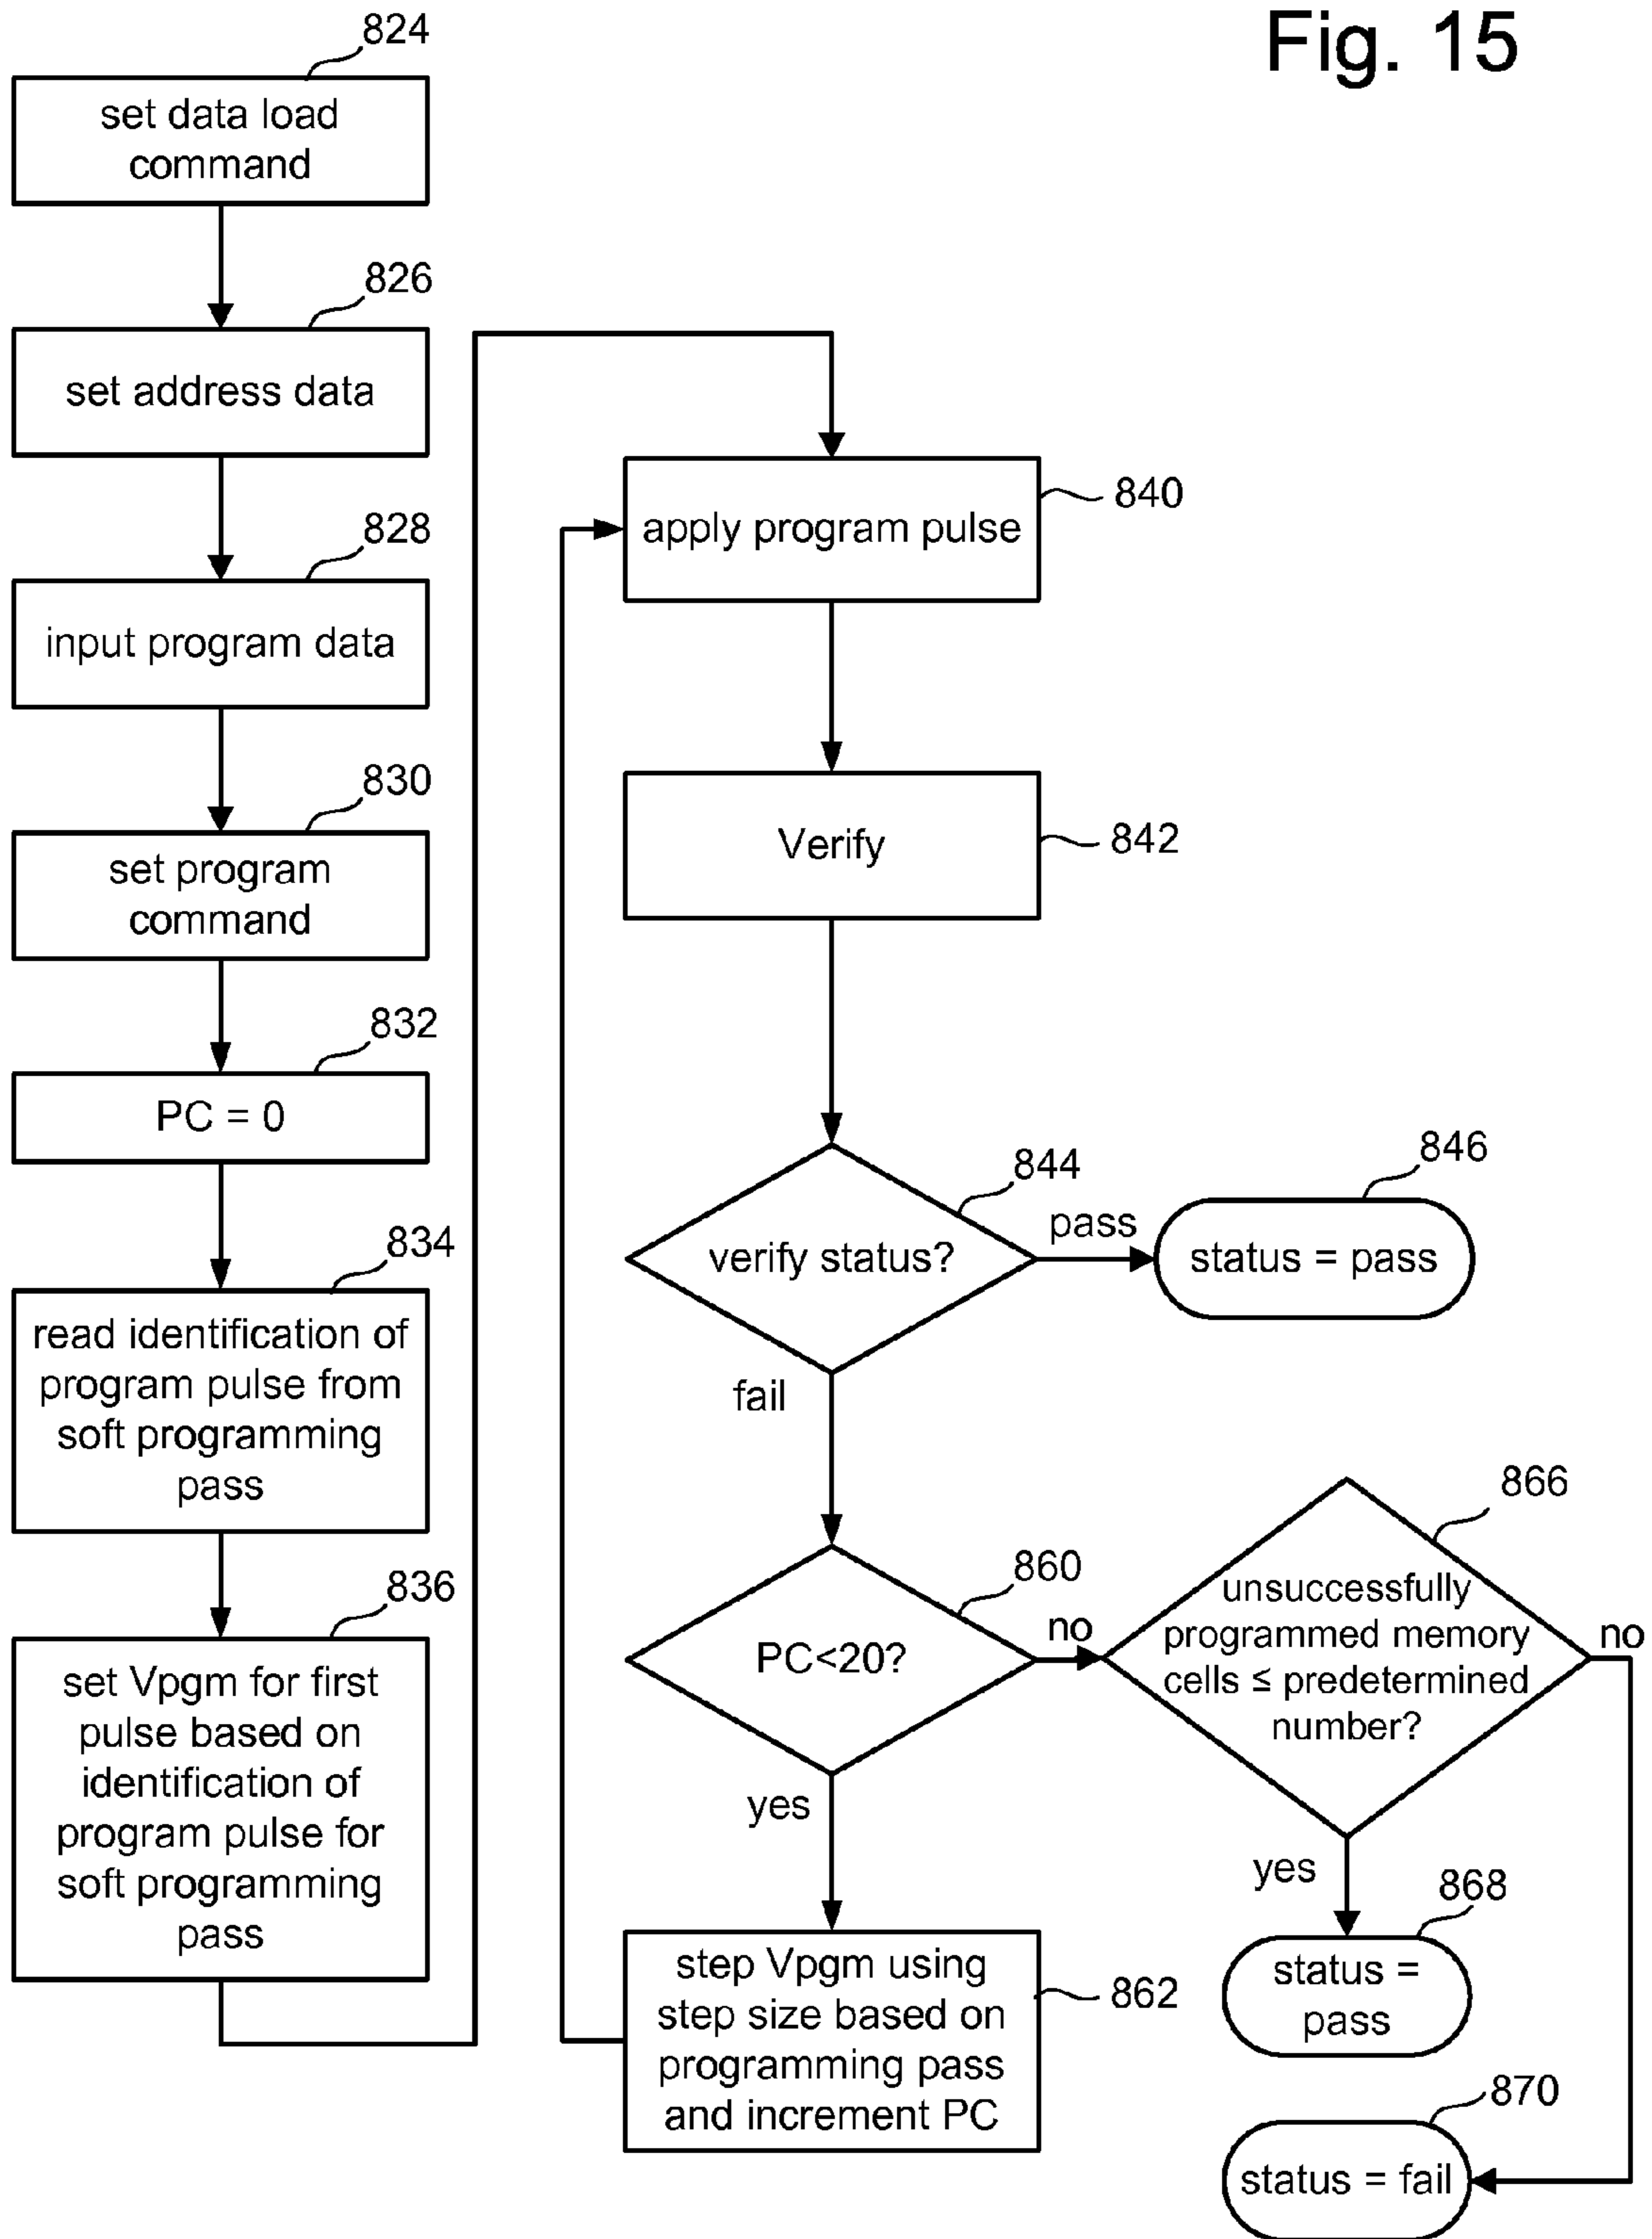 Fig. 15
824
set data load
command
826
set address data
828
input program data
830
set program
command
832
PC = 0
834
read identification of
program pulse from
soft programming
pass
836
set Vpgm for first
pulse based on
identification of
program pulse for
soft programming
pass
apply program pulse
840
Verify
842
844
verify status?
pass
846
status = pass
fail
860
PC<20?
no
866
unsuccessfully
programmed memory
cells ≤ predetermined
number?
no
yes
yes
868
status =
pass
step Vpgm using
step size based on
programming pass
and increment PC
862
870
status = fail